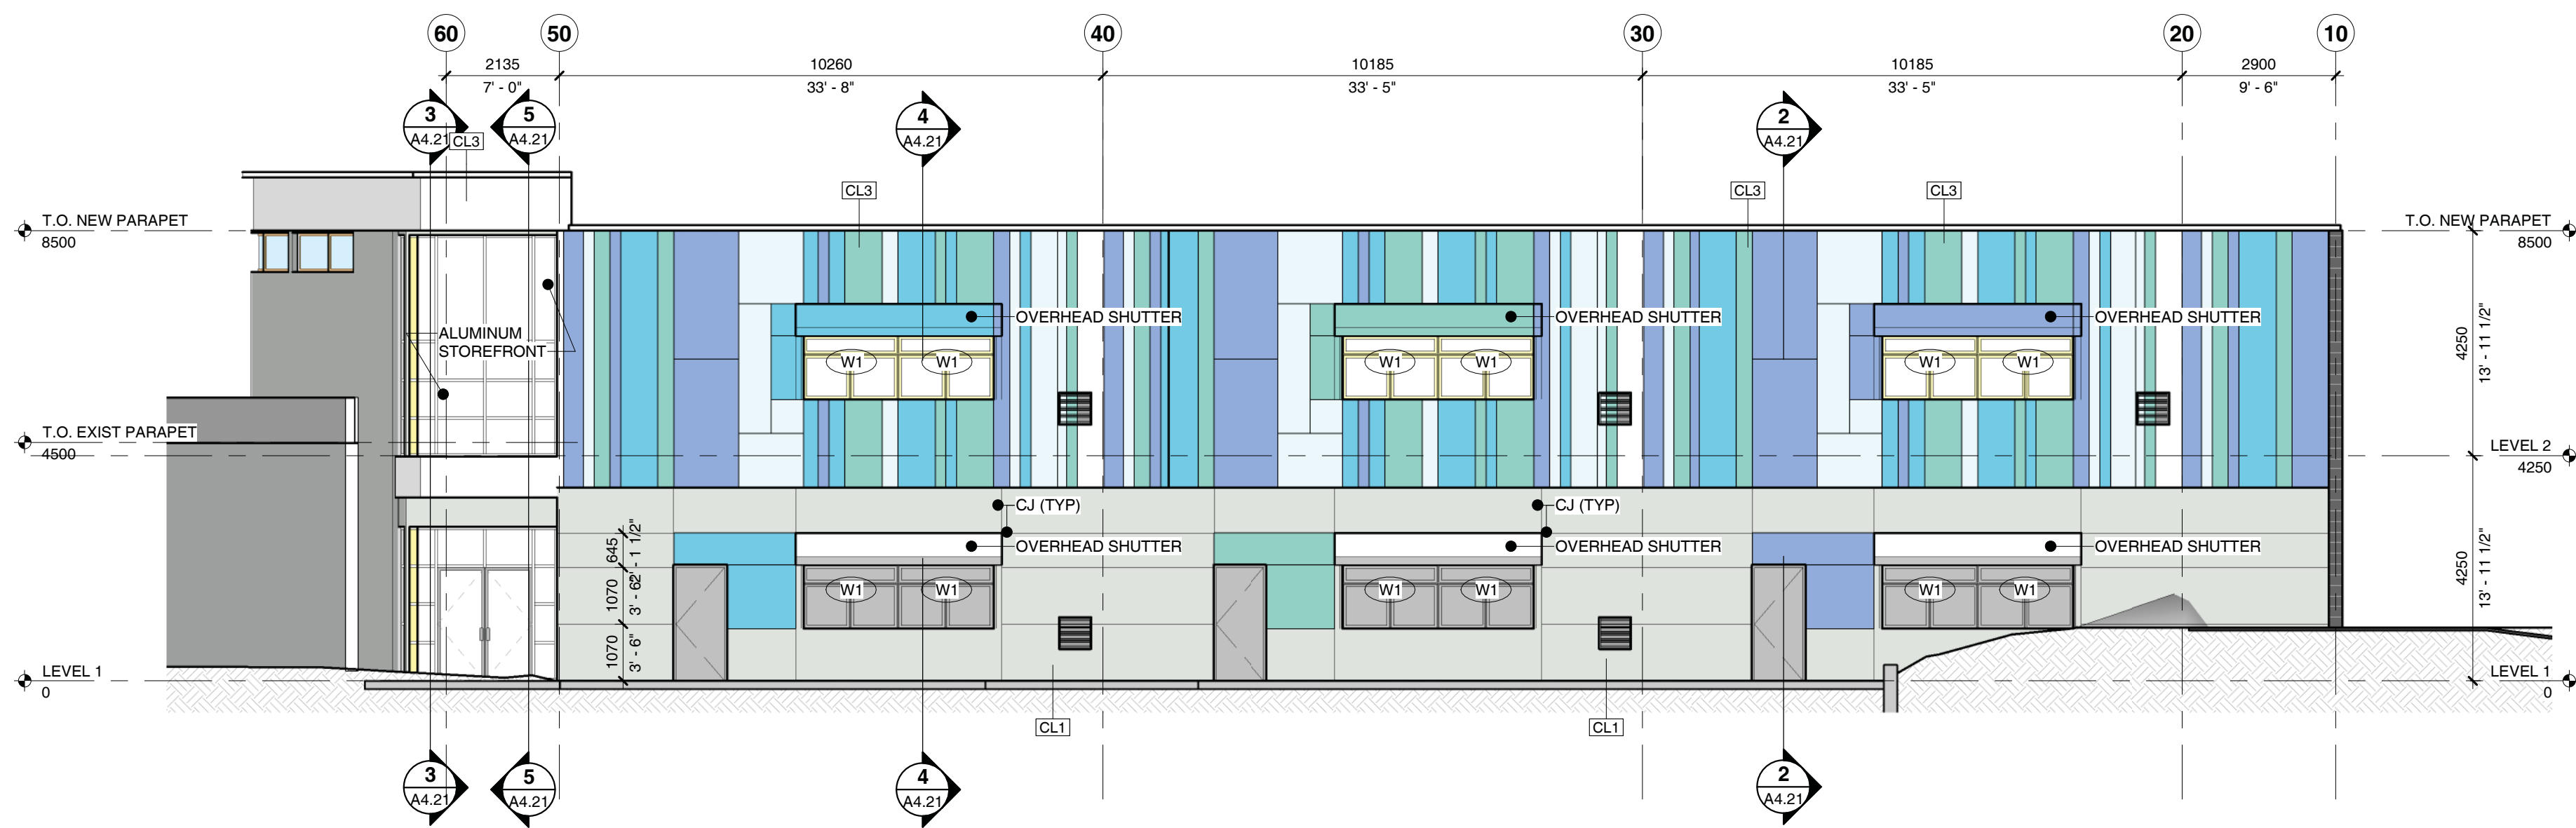 60
50
40
30
20
10
2135
10260
10185
10185
2900
7' - 0"
33' - 8"
33' - 5"
33' - 5"
9' - 6"
3
A4.21
5
A4.21
4
A4.21
2
A4.21
CL3
CL3
CL3
CL3
T.O. NEW PARAPET
8500
T.O. NEW PARAPET
8500
OVERHEAD SHUTTER
OVERHEAD SHUTTER
OVERHEAD SHUTTER
ALUMINUM
STOREFRONT
W1
W1
W1
W1
W1
W1
4250
13' - 11 1/2"
T.O. EXIST PARAPET
4500
LEVEL 2
4250
CJ (TYP)
CJ (TYP)
OVERHEAD SHUTTER
OVERHEAD SHUTTER
OVERHEAD SHUTTER
645
2' - 1 1/2"
1070
3' - 6"
1070
3' - 6"
W1
W1
W1
W1
W1
W1
4250
13' - 11 1/2"
LEVEL 1
0
LEVEL 1
0
CL1
CL1
3
A4.21
5
A4.21
4
A4.21
2
A4.21